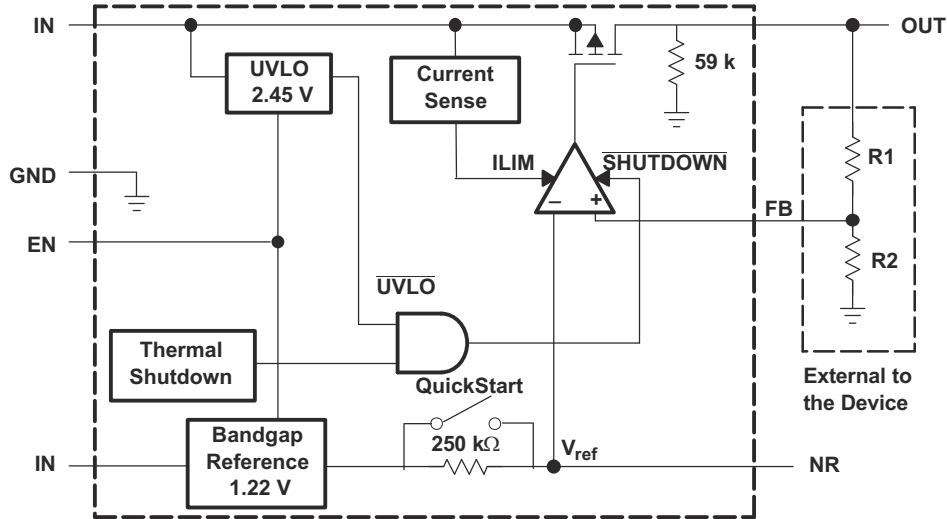 IN
OUT
UVLO
2.45 V
Current
Sense
59 k
GND
ILIM
SHUTDOWN
R1
– +
FB
EN
R2
UVLO
Thermal
Shutdown
QuickStart
External to
the Device
IN
Bandgap
Reference
1.22 V
250 kΩ
Vref
NR